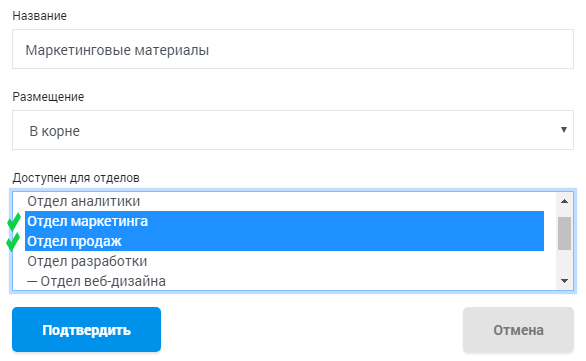 Название
Маркетинговые материалы
Размещение
В корне
Доступен для отделов
Отдел аналитики
Отдел маркетинга
Отдел продаж
Отдел разработки
— Отдел веб-дизайна
Подтвердить
Отмена